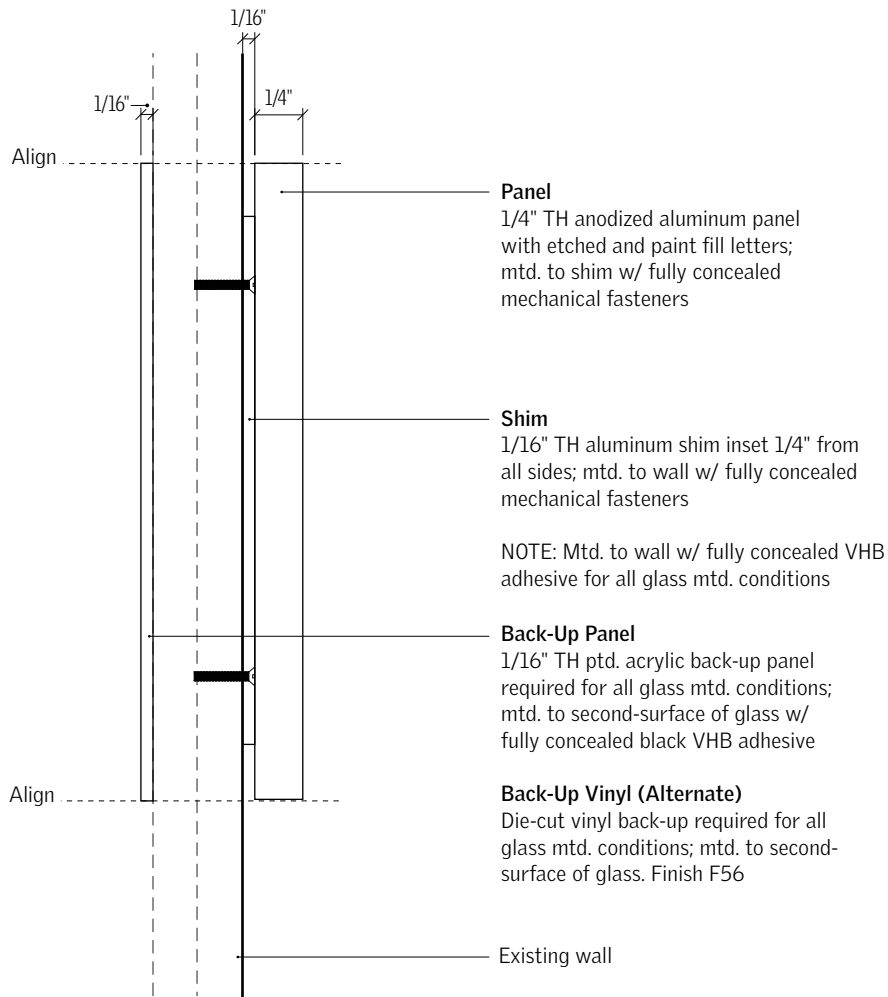 1/16"
1/16"
1/4"
Align
Panel
1/4" TH anodized aluminum panel
with etched and paint fill letters;
mtd. to shim w/ fully concealed
mechanical fasteners
Shim
1/16" TH aluminum shim inset 1/4" from
all sides; mtd. to wall w/ fully concealed
mechanical fasteners
NOTE: Mtd. to wall w/ fully concealed VHB
adhesive for all glass mtd. conditions
Back-Up Panel
1/16" TH ptd. acrylic back-up panel
required for all glass mtd. conditions;
mtd. to second-surface of glass w/
fully concealed black VHB adhesive
Align
Back-Up Vinyl (Alternate)
Die-cut vinyl back-up required for all
glass mtd. conditions; mtd. to second-
surface of glass. Finish F56
Existing wall